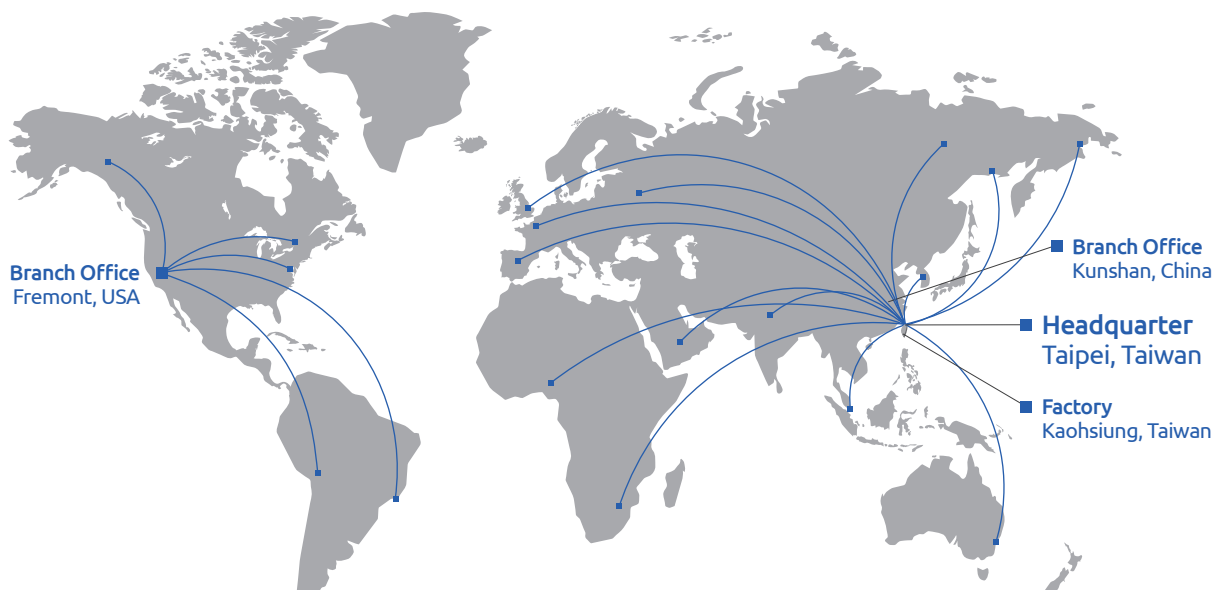 Branch Office
Fremont, USA
Branch Office
Kunshan, China
Headquarter
Taipei, Taiwan
Factory
Kaohsiung, Taiwan